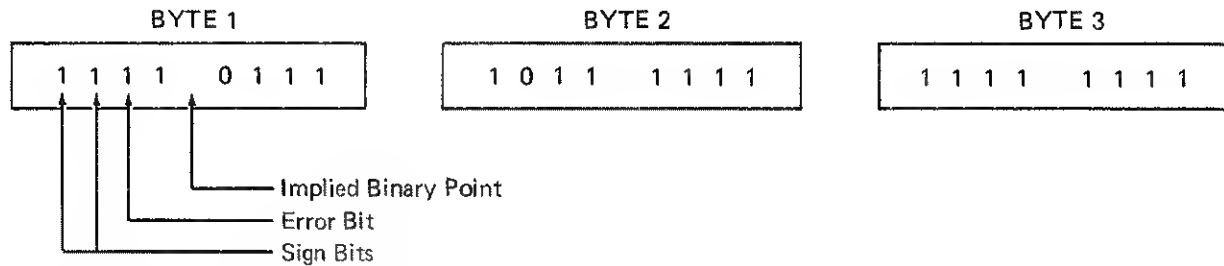 BYTE 1 BYTE 2 BYTE 3
1 1 1 1 0 1 1 1 1 0 1 1 1 1 1 1 1 1 1 1 1 1 1 1
Implied Binary Point
Error Bit
Sign Bits